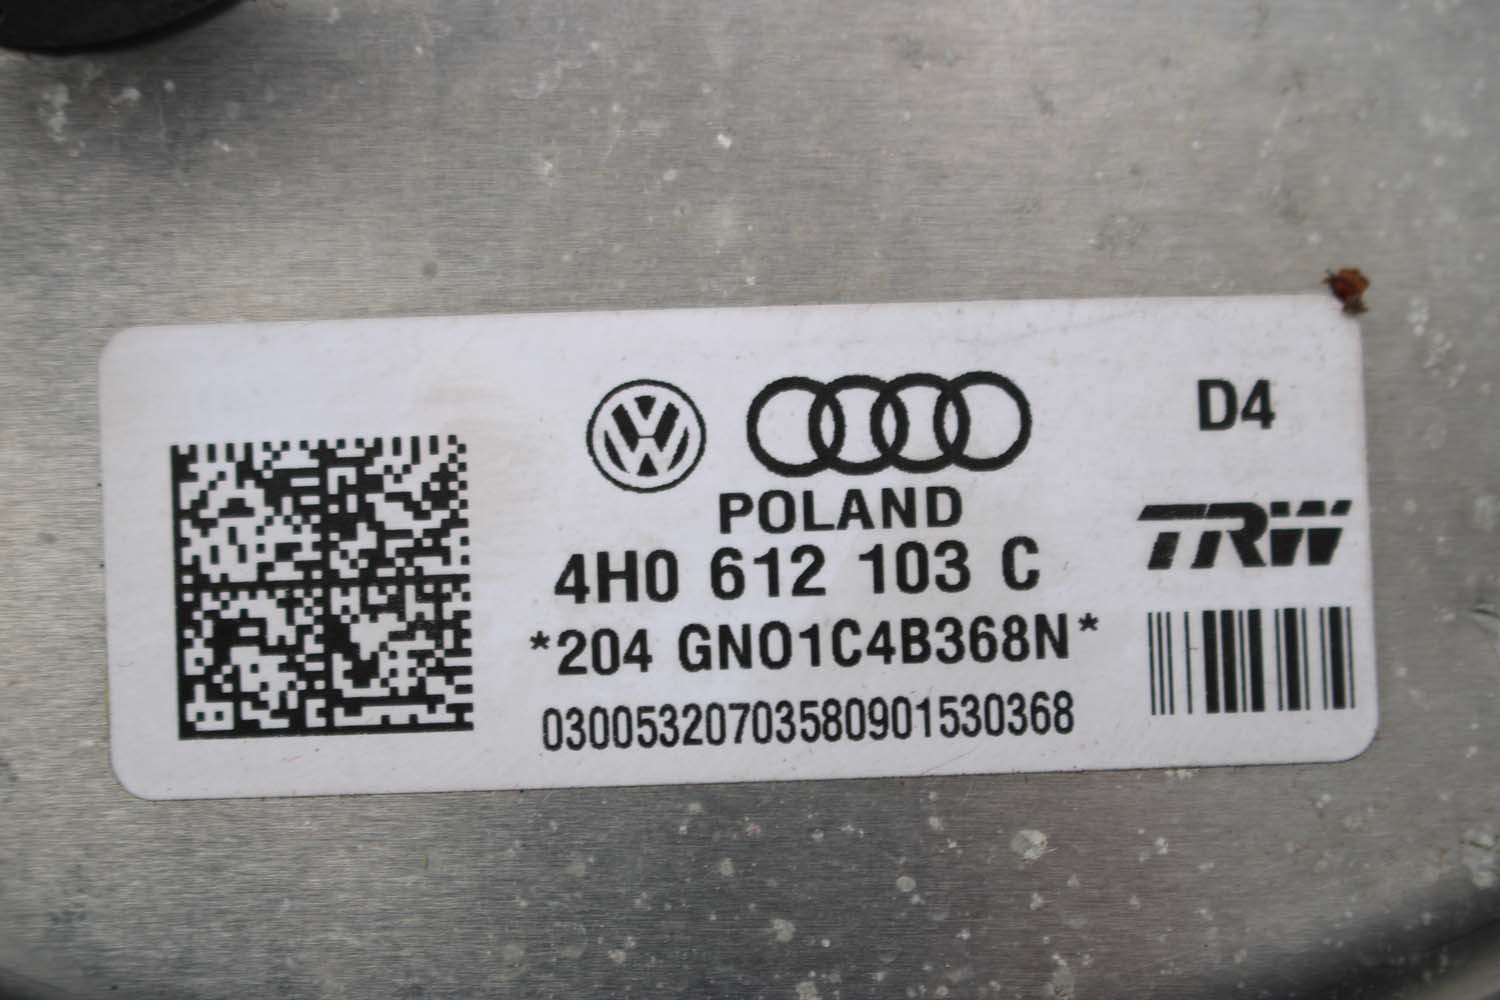 D4
POLAND
TRW
4H0 612 103 C
*204 GN01C4B368N*
03005320703580901530368